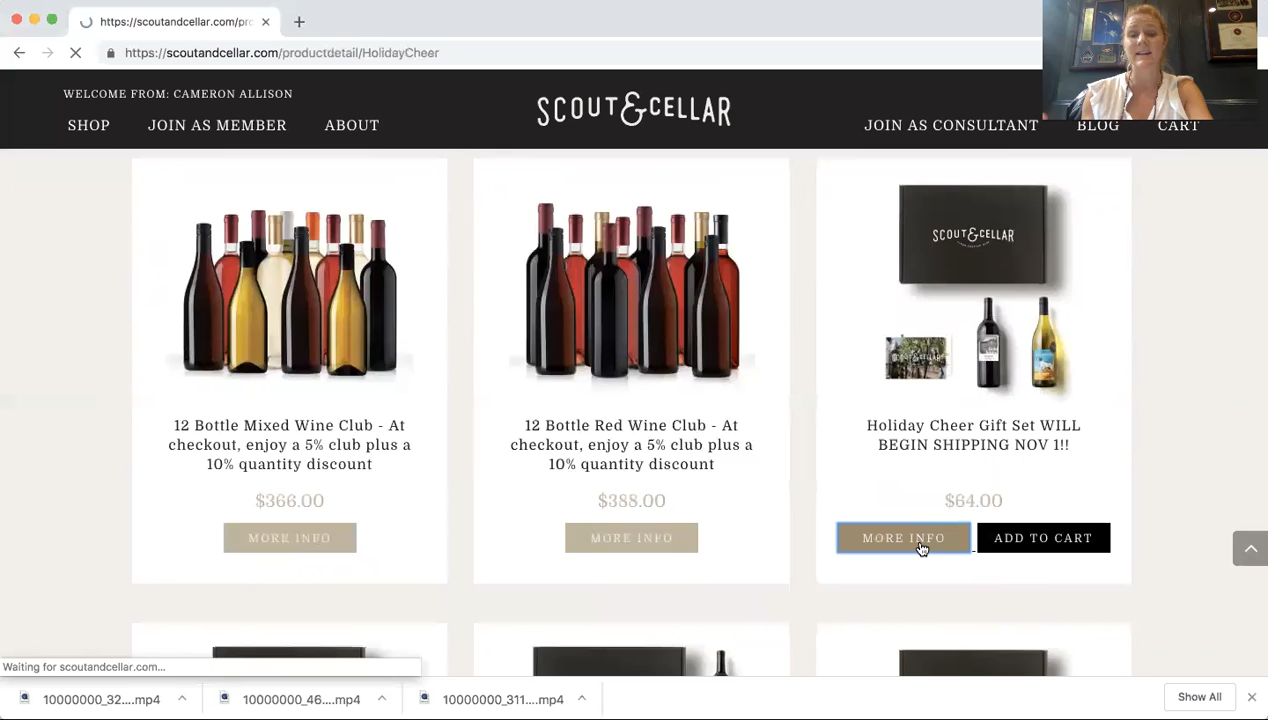 https://scoutandcellar.com/pro
https://scoutandcellar.com/productdetail/HolidayCheer
WELCOME FROM: CAMERON ALLISON
SHOP
JOIN AS MEMBER
ABOUT
SCOUT&CELLAR
JOIN AS CONSULTANT
BLOG
CART
SCOUT&CELLAR
SCOUT&CELLAR
12 Bottle Mixed Wine Club - At
checkout, enjoy a 5% club plus a
10% quantity discount
$366.00
MORE INFO
12 Bottle Red Wine Club - At
checkout, enjoy a 5% club plus a
10% quantity discount
$388.00
MORE INFO
Holiday Cheer Gift Set WILL
BEGIN SHIPPING NOV 1!!
$64.00
MORE INFO
ADD TO CART
Waiting for scoutandcellar.com...
10000000_32....mp4
10000000_46....mp4
10000000_311....mp4
Show All